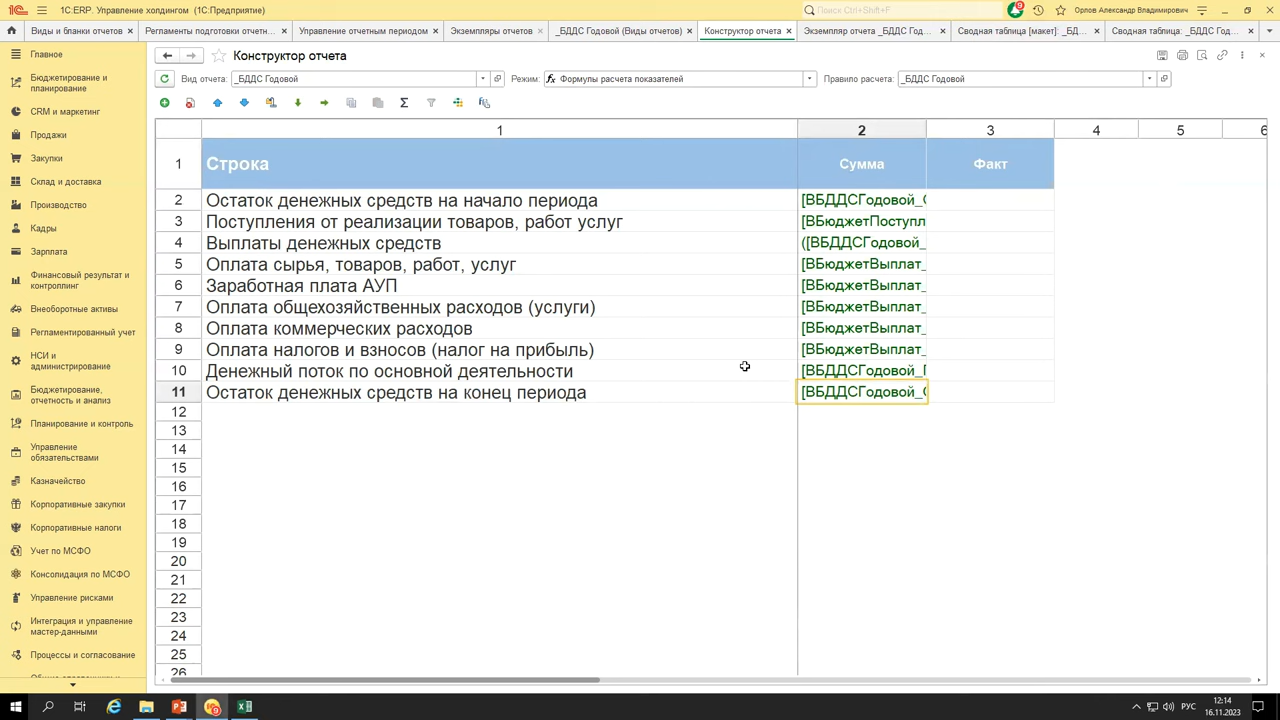 1С:ERP. Управление холдингом (1С:Предприятие)
Поиск Ctrl+Shift+F
9
Орлов Александр Владимирович
Виды и бланки отчетов
Регламенты подготовки отчетн...
Управление отчетным периодом
Экземпляры отчетов
_БДДС Годовой (Виды отчетов)
Конструктор отчета
Экземпляр отчета _БДДС Год...
Сводная таблица [макет]: _БД...
Сводная таблица: _БДДС Год...
Главное
Бюджетирование и
планирование
CRM и маркетинг
Продажи
Закупки
Склад и доставка
Производство
Кадры
Зарплата
Финансовый результат и
контроллинг
Внеоборотные активы
Регламентированный учет
НСИ и
администрирование
Бюджетирование,
отчетность и анализ
Планирование и контроль
Управление
обязательствами
Казначейство
Корпоративные закупки
Корпоративные налоги
Учет по МСФО
Консолидация по МСФО
Управление рисками
Интеграция и управление
мастер-данными
Процессы и согласование
Конструктор отчета
Вид отчета: _БДДС Годовой
Режим: Формулы расчета показателей
Правило расчета: _БДДС Годовой
1 2 3 4 5 6
1 Строка Сумма Факт
2 Остаток денежных средств на начало периода [ВБДДСГодовой_
3 Поступления от реализации товаров, работ услуг [ВБюджетПоступл
4 Выплаты денежных средств ([ВБДДСГодовой_
5 Оплата сырья, товаров, работ, услуг [ВБюджетВыплат_
6 Заработная плата АУП [ВБюджетВыплат_
7 Оплата общехозяйственных расходов (услуги) [ВБюджетВыплат_
8 Оплата коммерческих расходов [ВБюджетВыплат_
9 Оплата налогов и взносов (налог на прибыль) [ВБюджетВыплат_
10 Денежный поток по основной деятельности [ВБДДСГодовой_
11 Остаток денежных средств на конец периода [ВБДДСГодовой_
12
13
14
15
16
17
18
19
20
21
22
23
24
25
26
РУС
12:14
16.11.2023